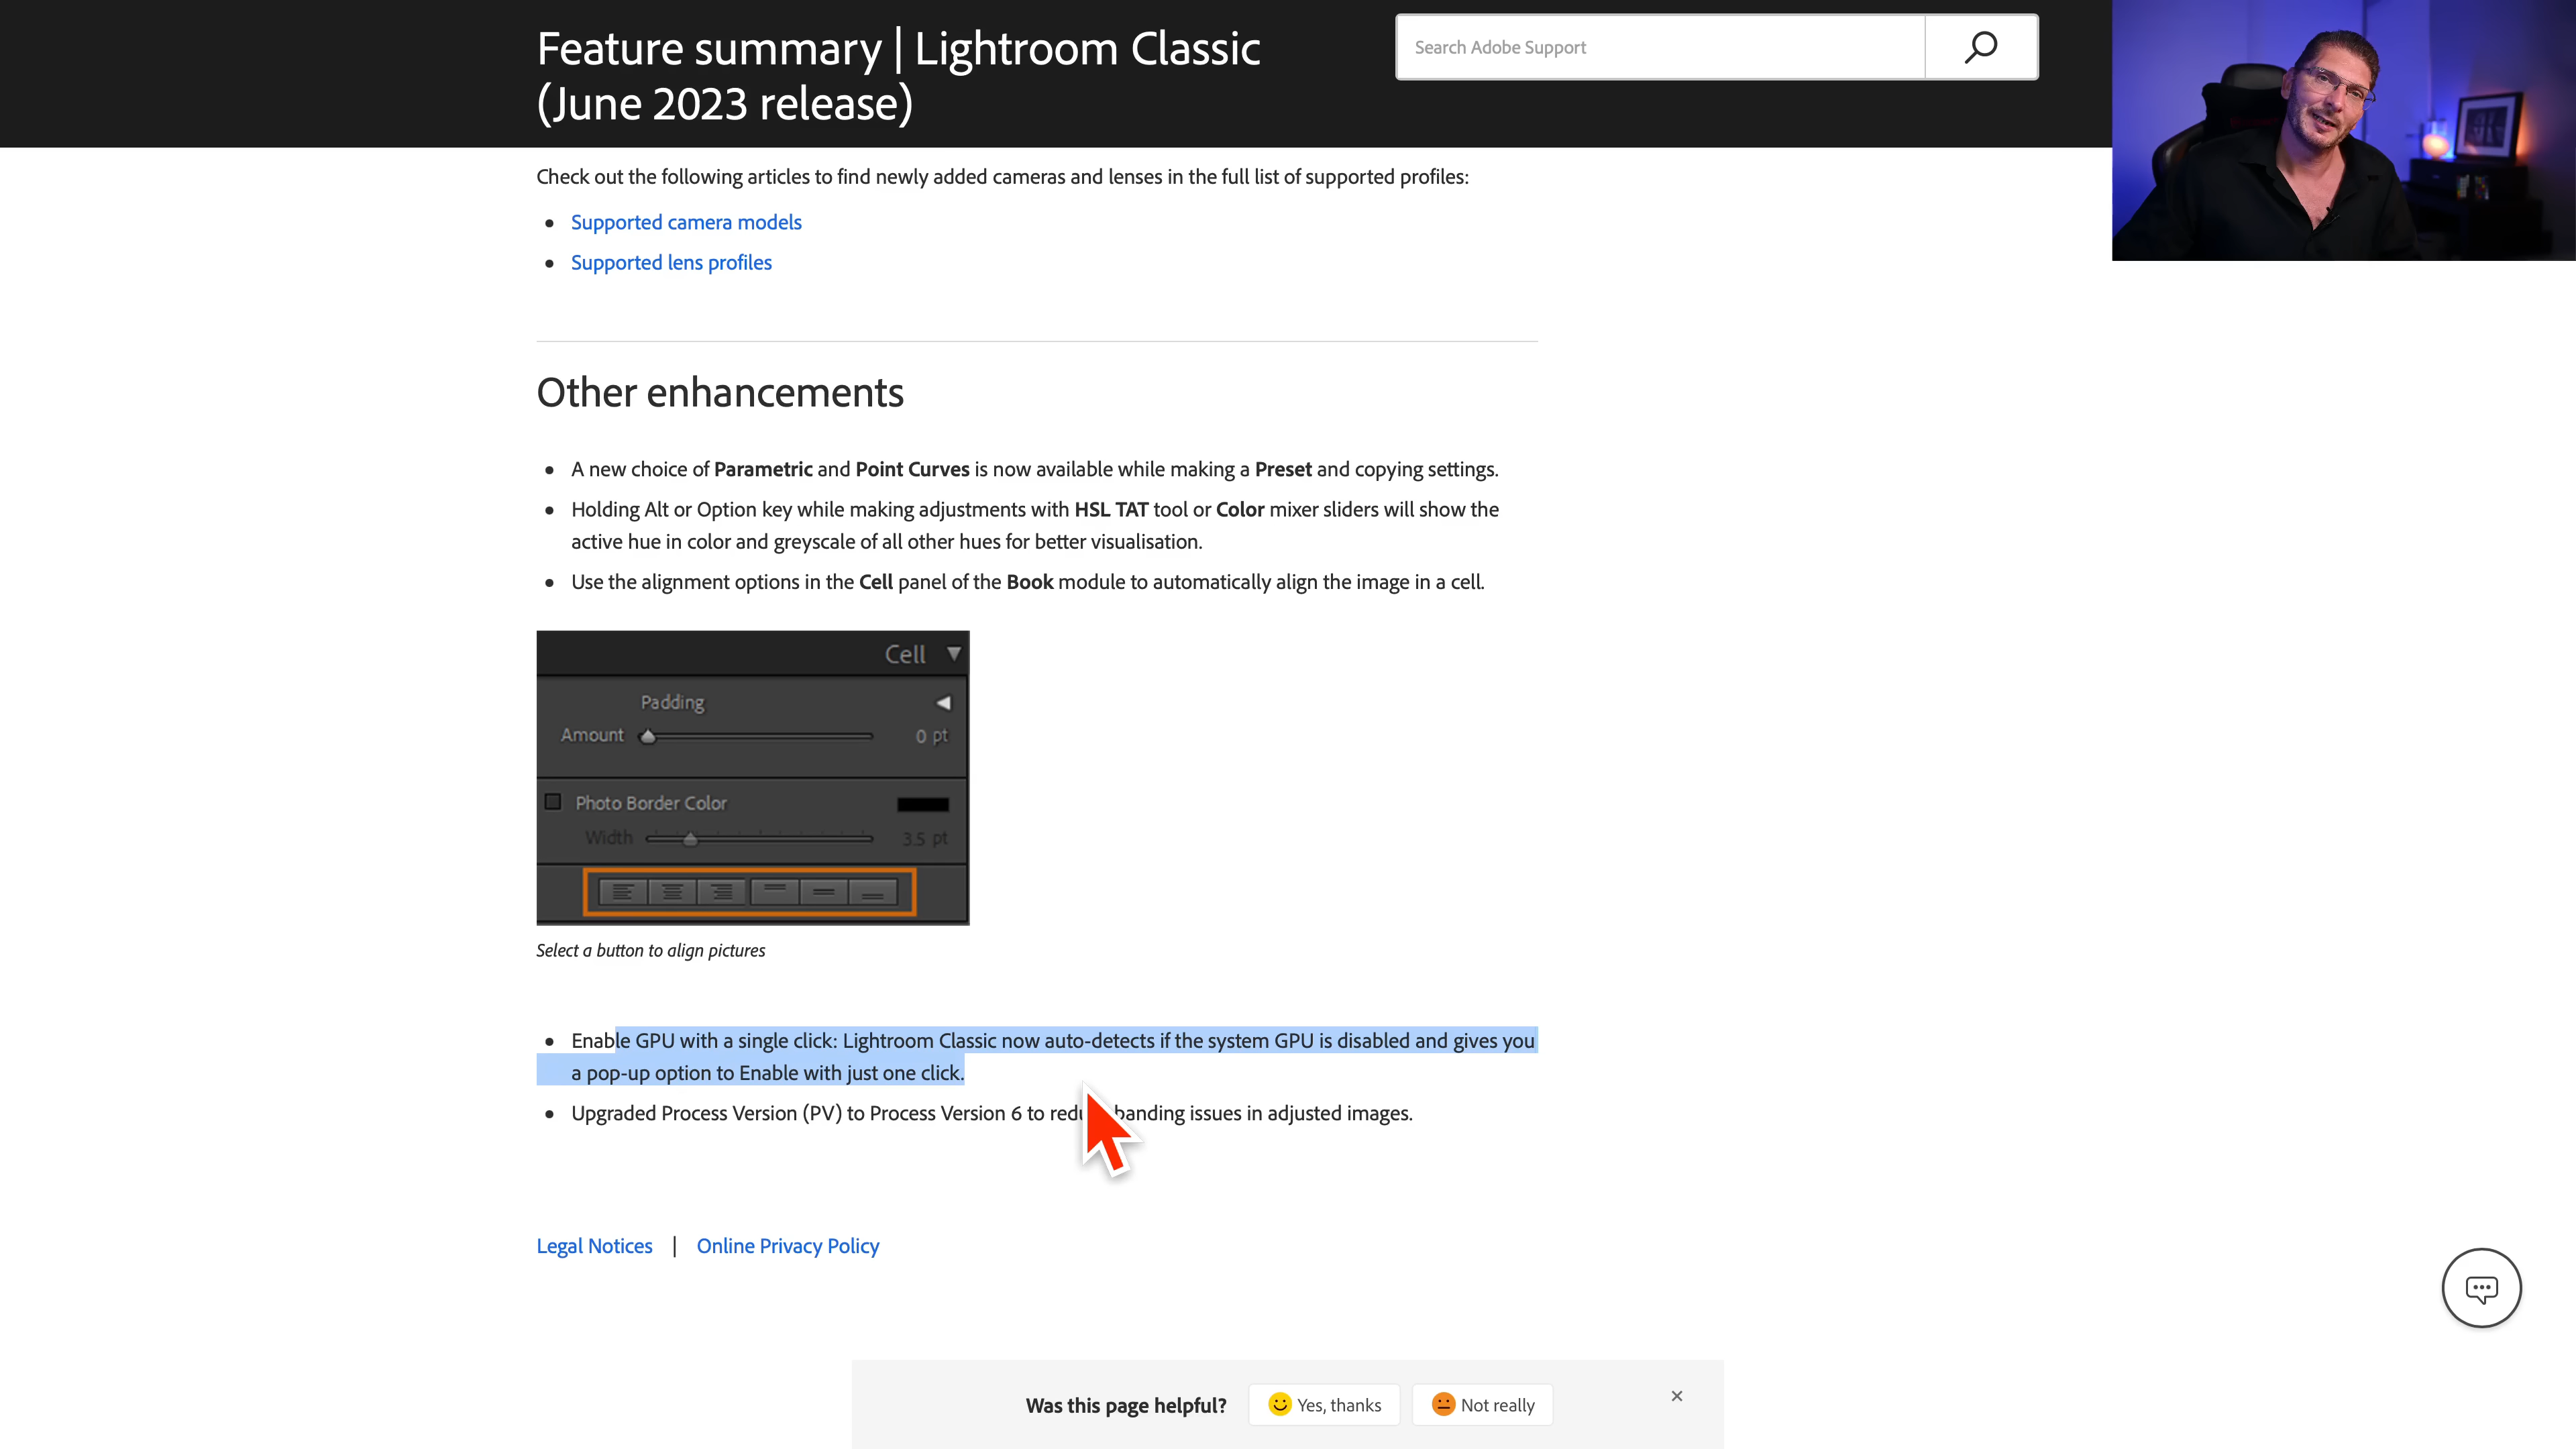 Feature summary | Lightroom Classic
(June 2023 release)
Search Adobe Support
Check out the following articles to find newly added cameras and lenses in the full list of supported profiles:
Supported camera models
Supported lens profiles
Other enhancements
A new choice of Parametric and Point Curves is now available while making a Preset and copying settings.
Holding Alt or Option key while making adjustments with HSL TAT tool or Color mixer sliders will show the
active hue in color and greyscale of all other hues for better visualisation.
Use the alignment options in the Cell panel of the Book module to automatically align the image in a cell.
Cell
Padding
Amount 0 pt
Photo Border Color
Width 3.5 pt
Select a button to align pictures
Enable GPU with a single click: Lightroom Classic now auto-detects if the system GPU is disabled and gives you
a pop-up option to Enable with just one click.
Upgraded Process Version (PV) to Process Version 6 to banding issues in adjusted images.
Legal Notices | Online Privacy Policy
Was this page helpful? Yes, thanks Not really